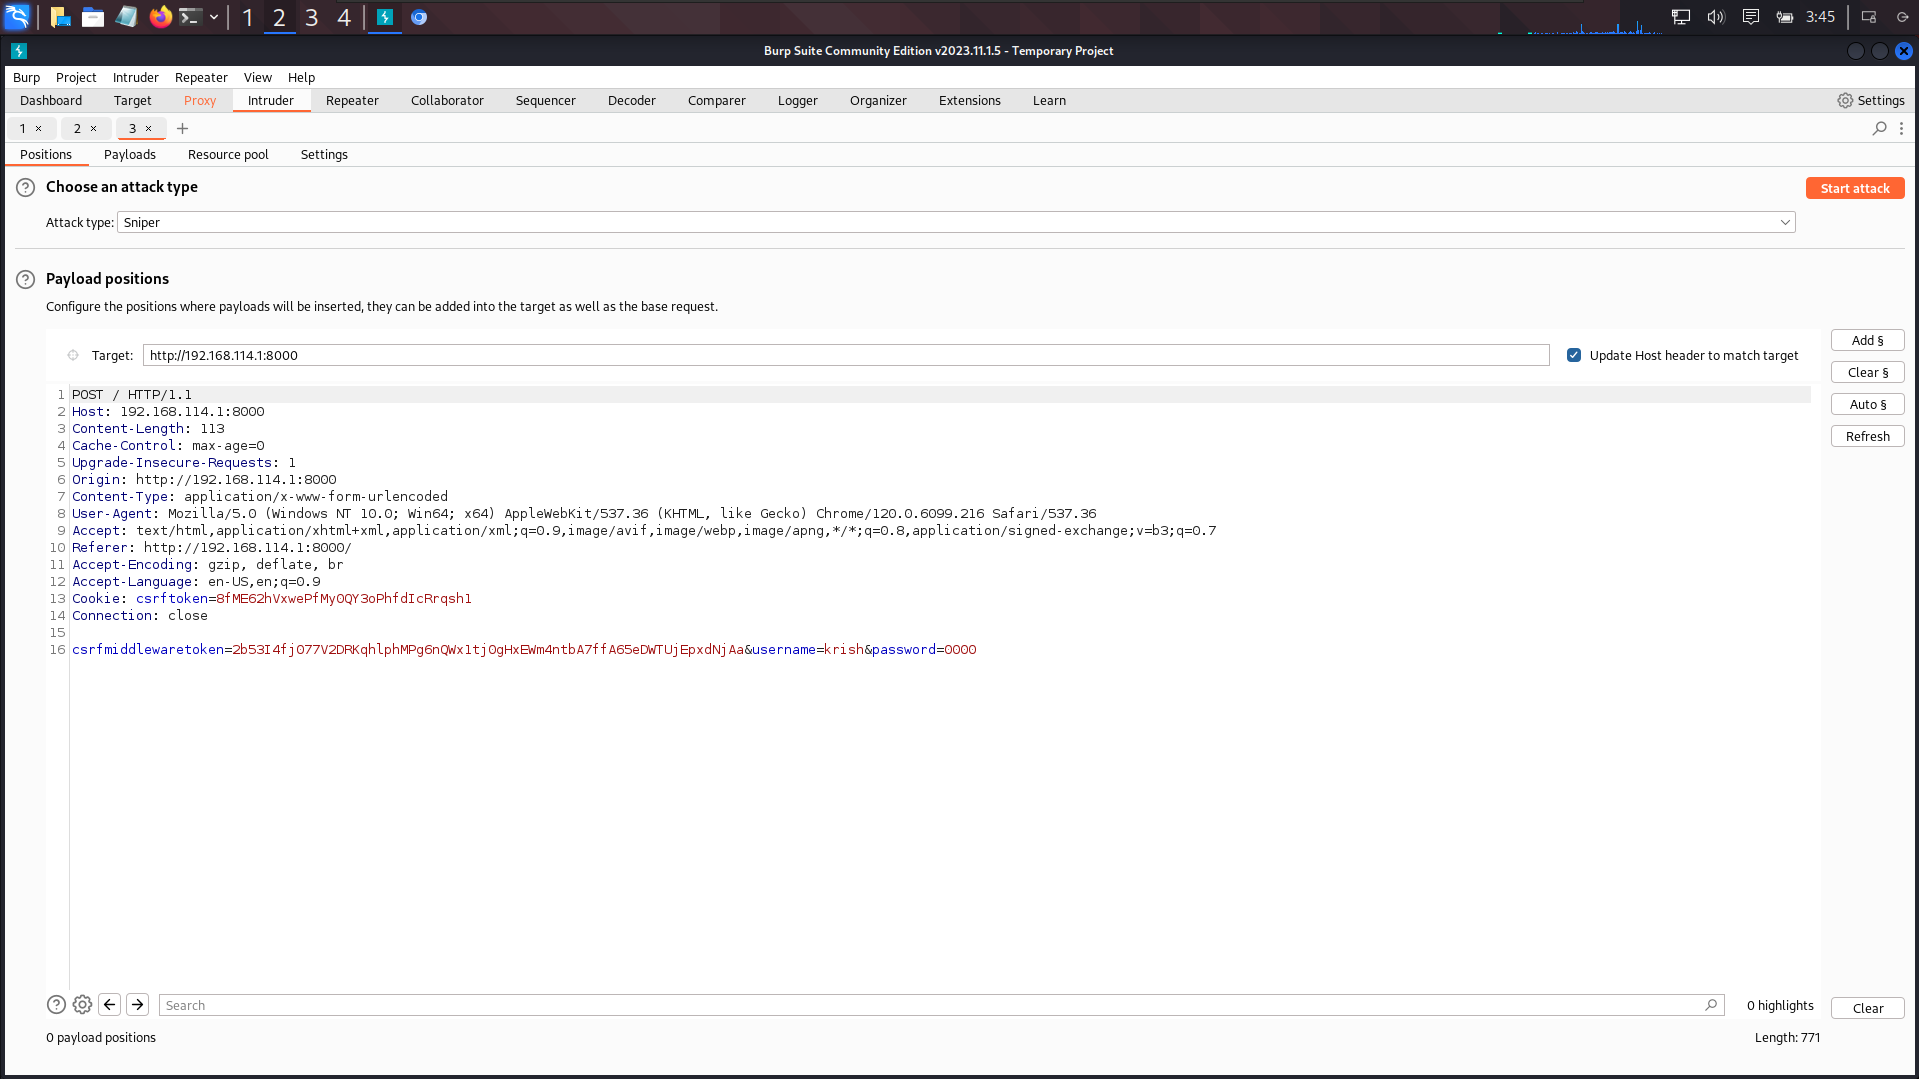 1 2 3 4 3:45
Burp Suite Community Edition v2023.11.1.5 - Temporary Project
Burp Project Intruder Repeater View Help
Dashboard Target Proxy Intruder Repeater Collaborator Sequencer Decoder Comparer Logger Organizer Extensions Learn Settings
1 × 2 × 3 × +
Positions Payloads Resource pool Settings
? Choose an attack type Start attack
Attack type: Sniper
? Payload positions
Configure the positions where payloads will be inserted, they can be added into the target as well as the base request.
Target: http://192.168.114.1:8000 Update Host header to match target
Add §
Clear §
Auto §
Refresh
1 POST / HTTP/1.1
2 Host: 192.168.114.1:8000
3 Content-Length: 113
4 Cache-Control: max-age=0
5 Upgrade-Insecure-Requests: 1
6 Origin: http://192.168.114.1:8000
7 Content-Type: application/x-www-form-urlencoded
8 User-Agent: Mozilla/5.0 (Windows NT 10.0; Win64; x64) AppleWebKit/537.36 (KHTML, like Gecko) Chrome/120.0.6099.216 Safari/537.36
9 Accept: text/html,application/xhtml+xml,application/xml;q=0.9,image/avif,image/webp,image/apng,*/*;q=0.8,application/signed-exchange;v=b3;q=0.7
10 Referer: http://192.168.114.1:8000/
11 Accept-Encoding: gzip, deflate, br
12 Accept-Language: en-US,en;q=0.9
13 Cookie: csrftoken=8fME62hVxwePfMy0QY3oPhfdIcRrqsh1
14 Connection: close
15
16 csrfmiddlewaretoken=2b53I4fj077V2DRKqhlphMPg6nQWx1tj0gHxEWm4ntbA7ffA65eDWTUjEpxdNjAa&username=krish&password=0000
? Search 0 highlights Clear
0 payload positions Length: 771